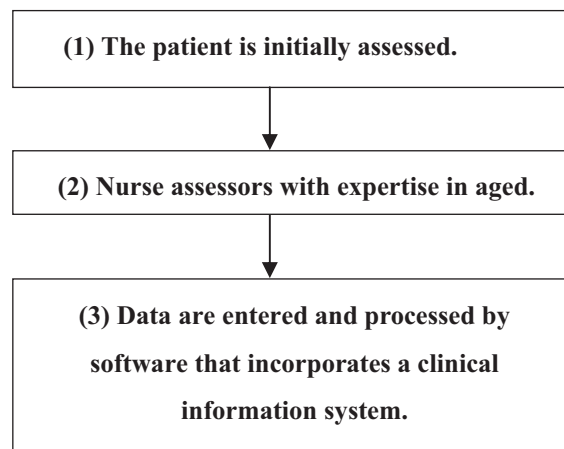 (1) The patient is initially assessed.
(2) Nurse assessors with expertise in aged.
(3) Data are entered and processed by
software that incorporates a clinical
information system.